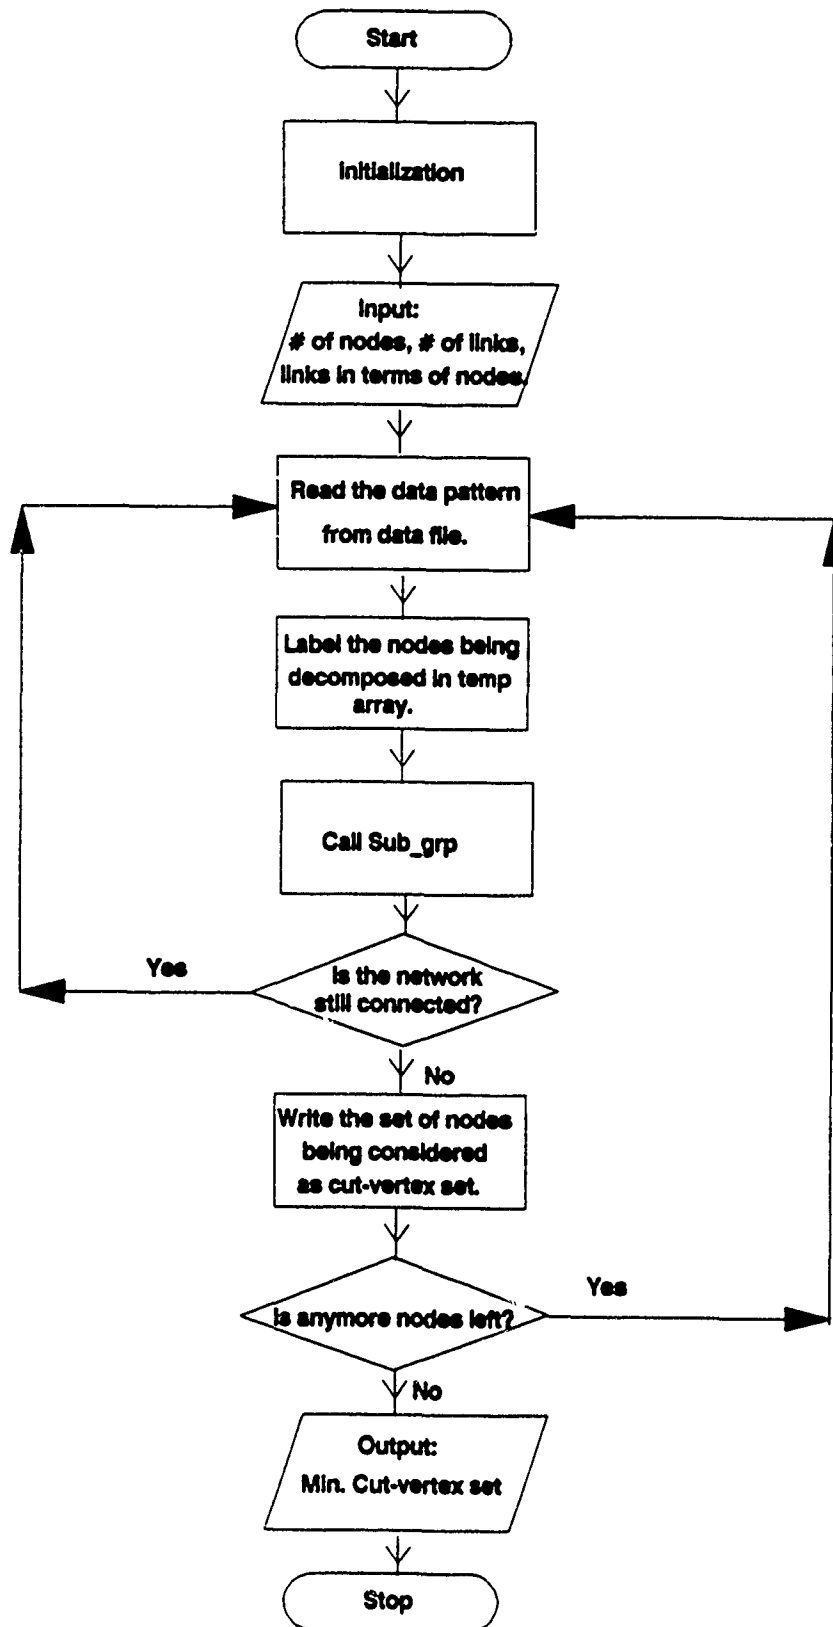 Start
Initialization
Input:
# of nodes, # of links,
links in terms of nodes.
Read the data pattern
from data file.
Label the nodes being
decomposed in temp
array.
Call Sub_grp
Is the network
still connected?
Yes
No
Write the set of nodes
being considered
as cut-vertex set.
Is anymore nodes left?
Yes
No
Output:
Min. Cut-vertex set
Stop